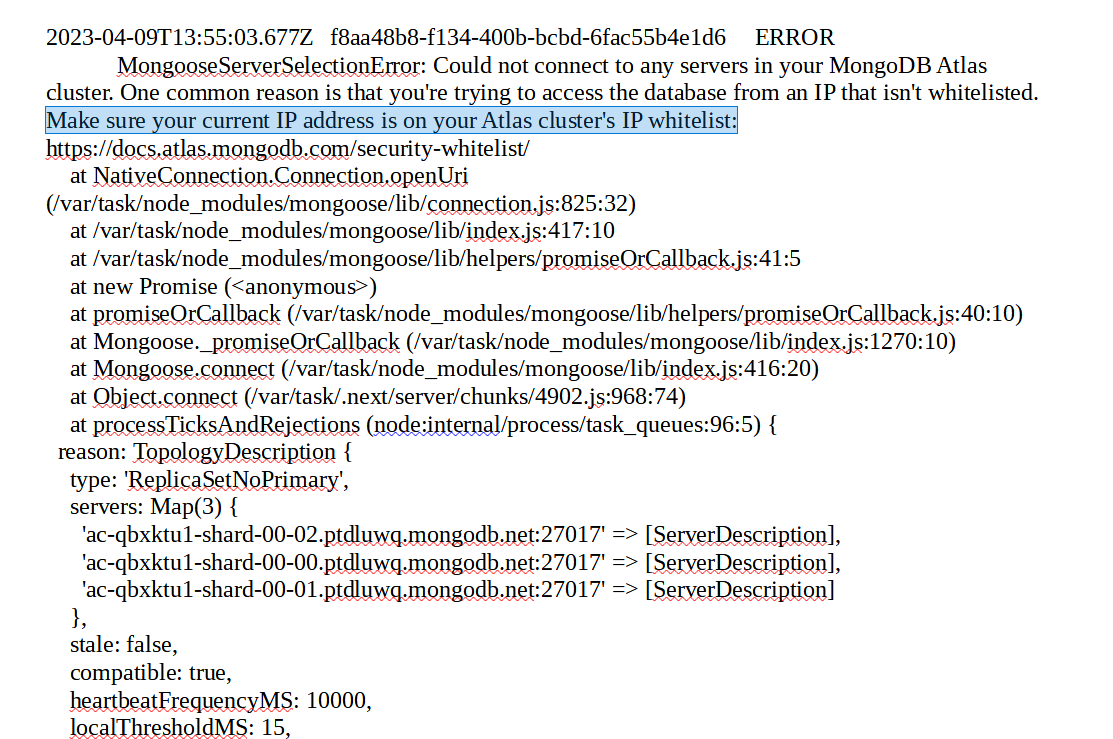 2023-04-09T13:55:03.677Z f8aa48b8-f134-400b-bcbd-6fac55b4e1d6 ERROR
MongooseServerSelectionError: Could not connect to any servers in your MongoDB Atlas
cluster. One common reason is that you're trying to access the database from an IP that isn't whitelisted.
Make sure your current IP address is on your Atlas cluster's IP whitelist:
https://docs.atlas.mongodb.com/security-whitelist/
at NativeConnection.Connection.openUri
(/var/task/node_modules/mongoose/lib/connection.js:825:32)
at /var/task/node_modules/mongoose/lib/index.js:417:10
at /var/task/node_modules/mongoose/lib/helpers/promiseOrCallback.js:41:5
at new Promise (<anonymous>)
at promiseOrCallback (/var/task/node_modules/mongoose/lib/helpers/promiseOrCallback.js:40:10)
at Mongoose._promiseOrCallback (/var/task/node_modules/mongoose/lib/index.js:1270:10)
at Mongoose.connect (/var/task/node_modules/mongoose/lib/index.js:416:20)
at Object.connect (/var/task/.next/server/chunks/4902.js:968:74)
at processTicksAndRejections (node:internal/process/task_queues:96:5) {
reason: TopologyDescription {
type: 'ReplicaSetNoPrimary',
servers: Map(3) {
'ac-qbxktu1-shard-00-02.ptdluwq.mongodb.net:27017' => [ServerDescription],
'ac-qbxktu1-shard-00-00.ptdluwq.mongodb.net:27017' => [ServerDescription],
'ac-qbxktu1-shard-00-01.ptdluwq.mongodb.net:27017' => [ServerDescription]
},
stale: false,
compatible: true,
heartbeatFrequencyMS: 10000,
localThresholdMS: 15,